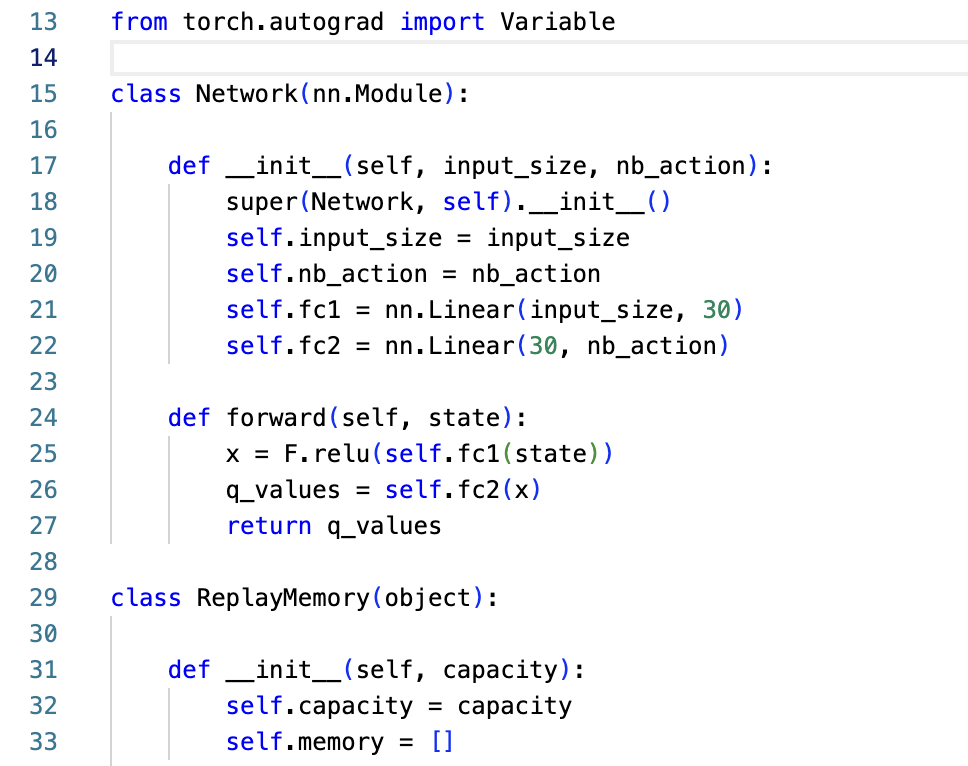 13 from torch.autograd import Variable
14
15 class Network(nn.Module):
16
17     def __init__(self, input_size, nb_action):
18         super(Network, self).__init__()
19         self.input_size = input_size
20         self.nb_action = nb_action
21         self.fc1 = nn.Linear(input_size, 30)
22         self.fc2 = nn.Linear(30, nb_action)
23
24     def forward(self, state):
25         x = F.relu(self.fc1(state))
26         q_values = self.fc2(x)
27         return q_values
28
29 class ReplayMemory(object):
30
31     def __init__(self, capacity):
32         self.capacity = capacity
33         self.memory = []